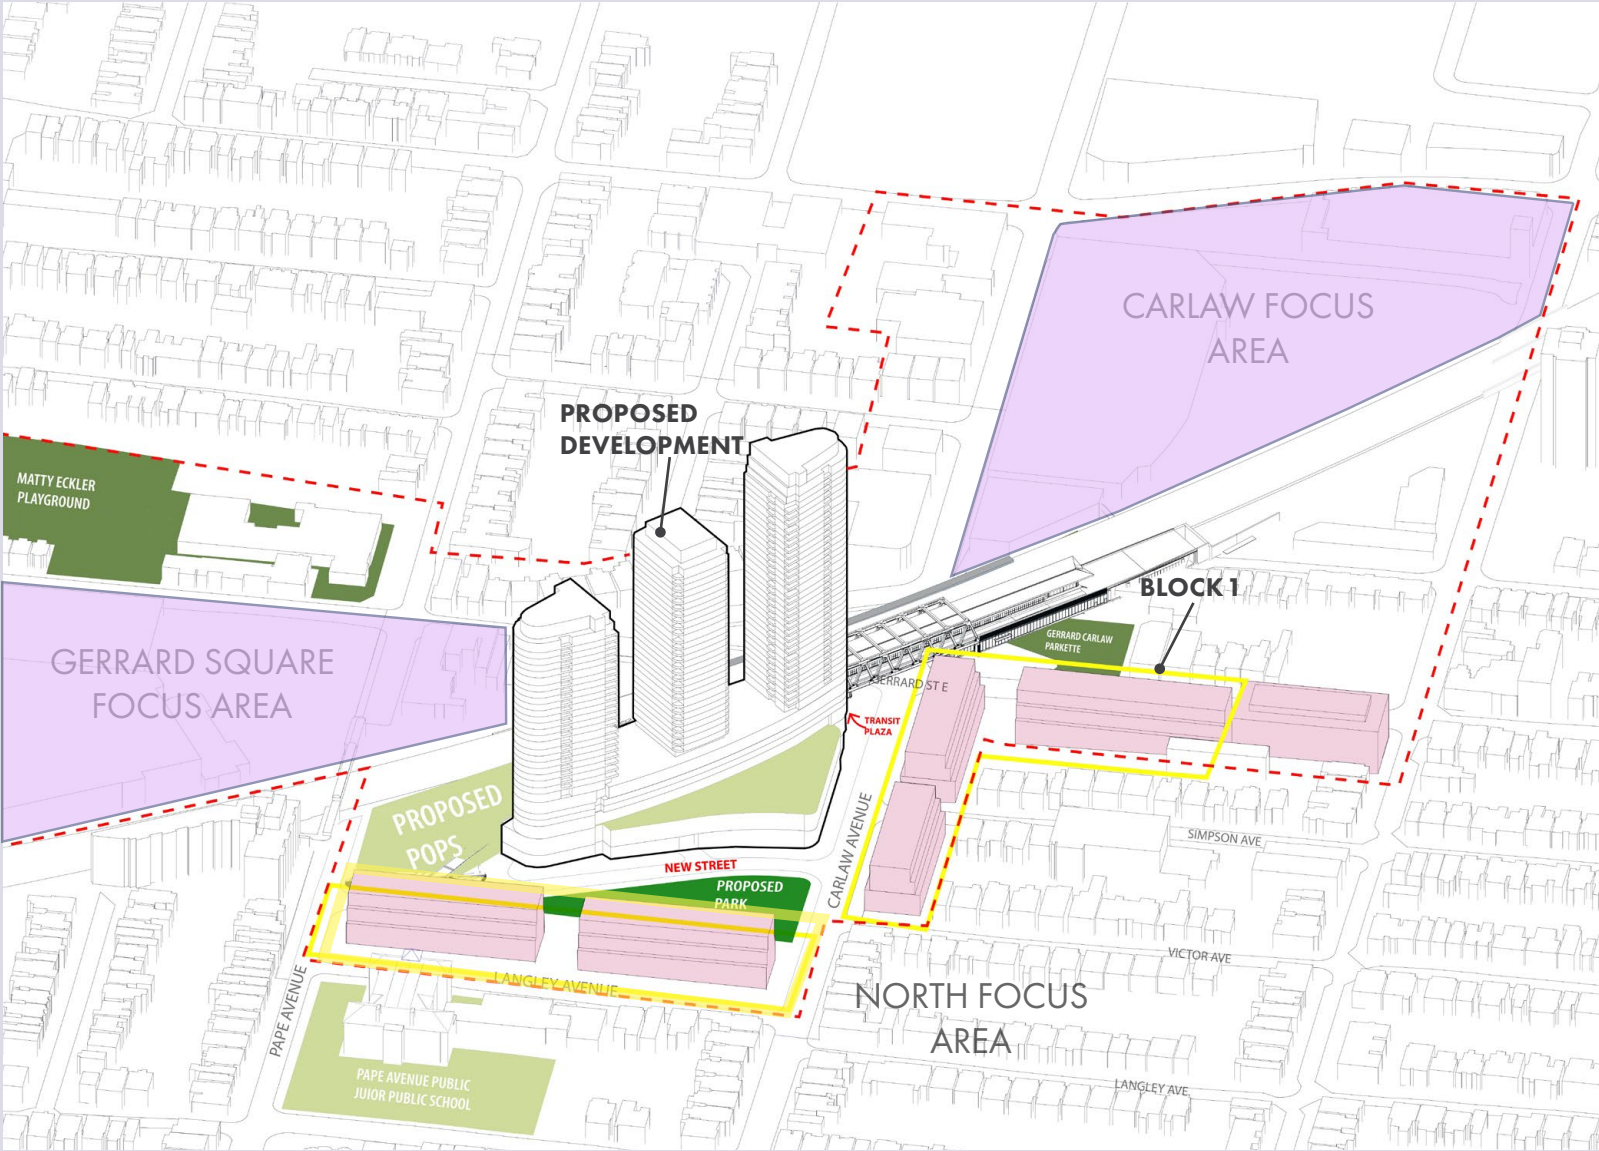 CARLAW FOCUS
AREA
PROPOSED
DEVELOPMENT
MATTY ECKLER
PLAYGROUND
BLOCK 1
GERRARD CARLAW
PARKETTE
GERRARD SQUARE
FOCUS AREA
GERRARD ST E
TRANSIT
PLAZA
PROPOSED
POPS
CARLAW AVENUE
SIMPSON AVE
NEW STREET
PROPOSED
PARK
VICTOR AVE
LANGLEY AVENUE
PAPE AVENUE
NORTH FOCUS
AREA
PAPE AVENUE PUBLIC
JUIOR PUBLIC SCHOOL
LANGLEY AVE